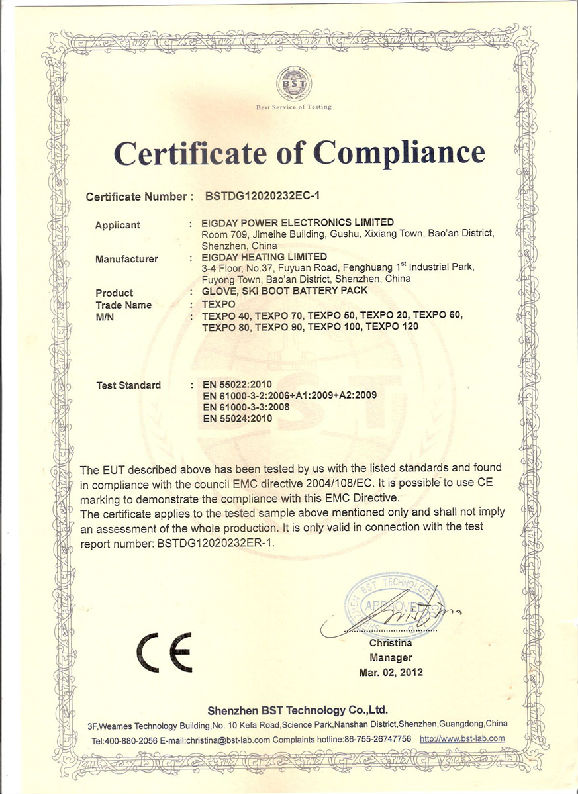 BST
Best Service of Testing
Certificate of Compliance
Certificate Number : BSTDG12020232EC-1
Applicant : EIGDAY POWER ELECTRONICS LIMITED
Room 709, Jimeihe Building, Gushu, Xixiang Town, Bao'an District,
Shenzhen, China
Manufacturer : EIGDAY HEATING LIMITED
3-4 Floor, No.37, Fuyuan Road, Fenghuang 1st Industrial Park,
Fuyong Town, Bao'an District, Shenzhen, China
Product : GLOVE, SKI BOOT BATTERY PACK
Trade Name : TEXPO
M/N : TEXPO 40, TEXPO 70, TEXPO 50, TEXPO 20, TEXPO 60,
TEXPO 80, TEXPO 90, TEXPO 100, TEXPO 120
Test Standard : EN 55022:2010
EN 61000-3-2:2006+A1:2009+A2:2009
EN 61000-3-3:2008
EN 55024:2010
The EUT described above has been tested by us with the listed standards and found
in compliance with the council EMC directive 2004/108/EC. It is possible to use CE
marking to demonstrate the compliance with this EMC Directive.
The certificate applies to the tested sample above mentioned only and shall not imply
an assessment of the whole production. It is only valid in connection with the test
report number: BSTDG12020232ER-1.
BST TECHNOLOGY
APPROVED
CE
Christina
Manager
Mar. 02, 2012
Shenzhen BST Technology Co.,Ltd.
3F,Weames Technology Building,No. 10 Kefa Road,Science Park,Nanshan District,Shenzhen,Guangdong,China
Tel:400-880-2056 E-mail:christina@bst-lab.com Complaints hotline:86-755-26747756 http://www.bst-lab.com